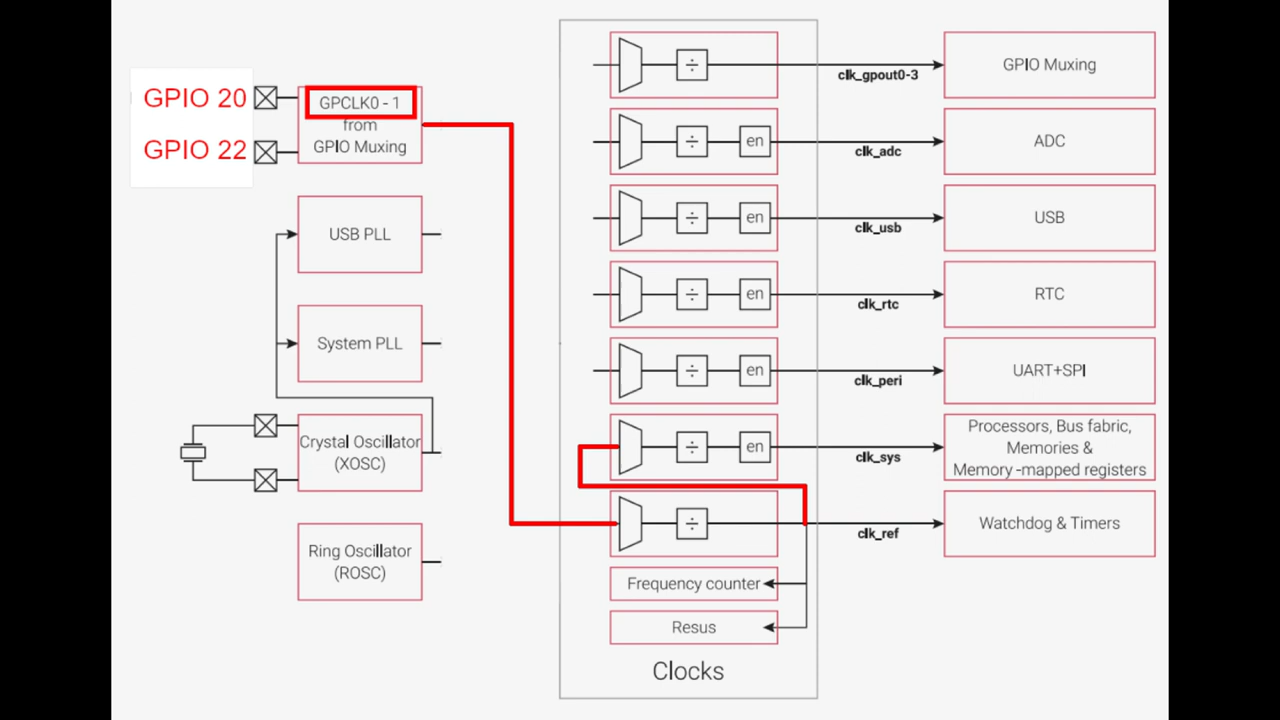 GPIO 20
GPIO 22
GPCLK0 - 1
from
GPIO Muxing
USB PLL
System PLL
Crystal Oscillator
(XOSC)
Ring Oscillator
(ROSC)
÷
clk_gpout0-3
GPIO Muxing
÷
en
clk_adc
ADC
÷
en
clk_usb
USB
÷
en
clk_rtc
RTC
÷
en
clk_peri
UART+SPI
÷
en
clk_sys
Processors, Bus fabric,
Memories &
Memory -mapped registers
÷
clk_ref
Watchdog & Timers
Frequency counter
Resus
Clocks